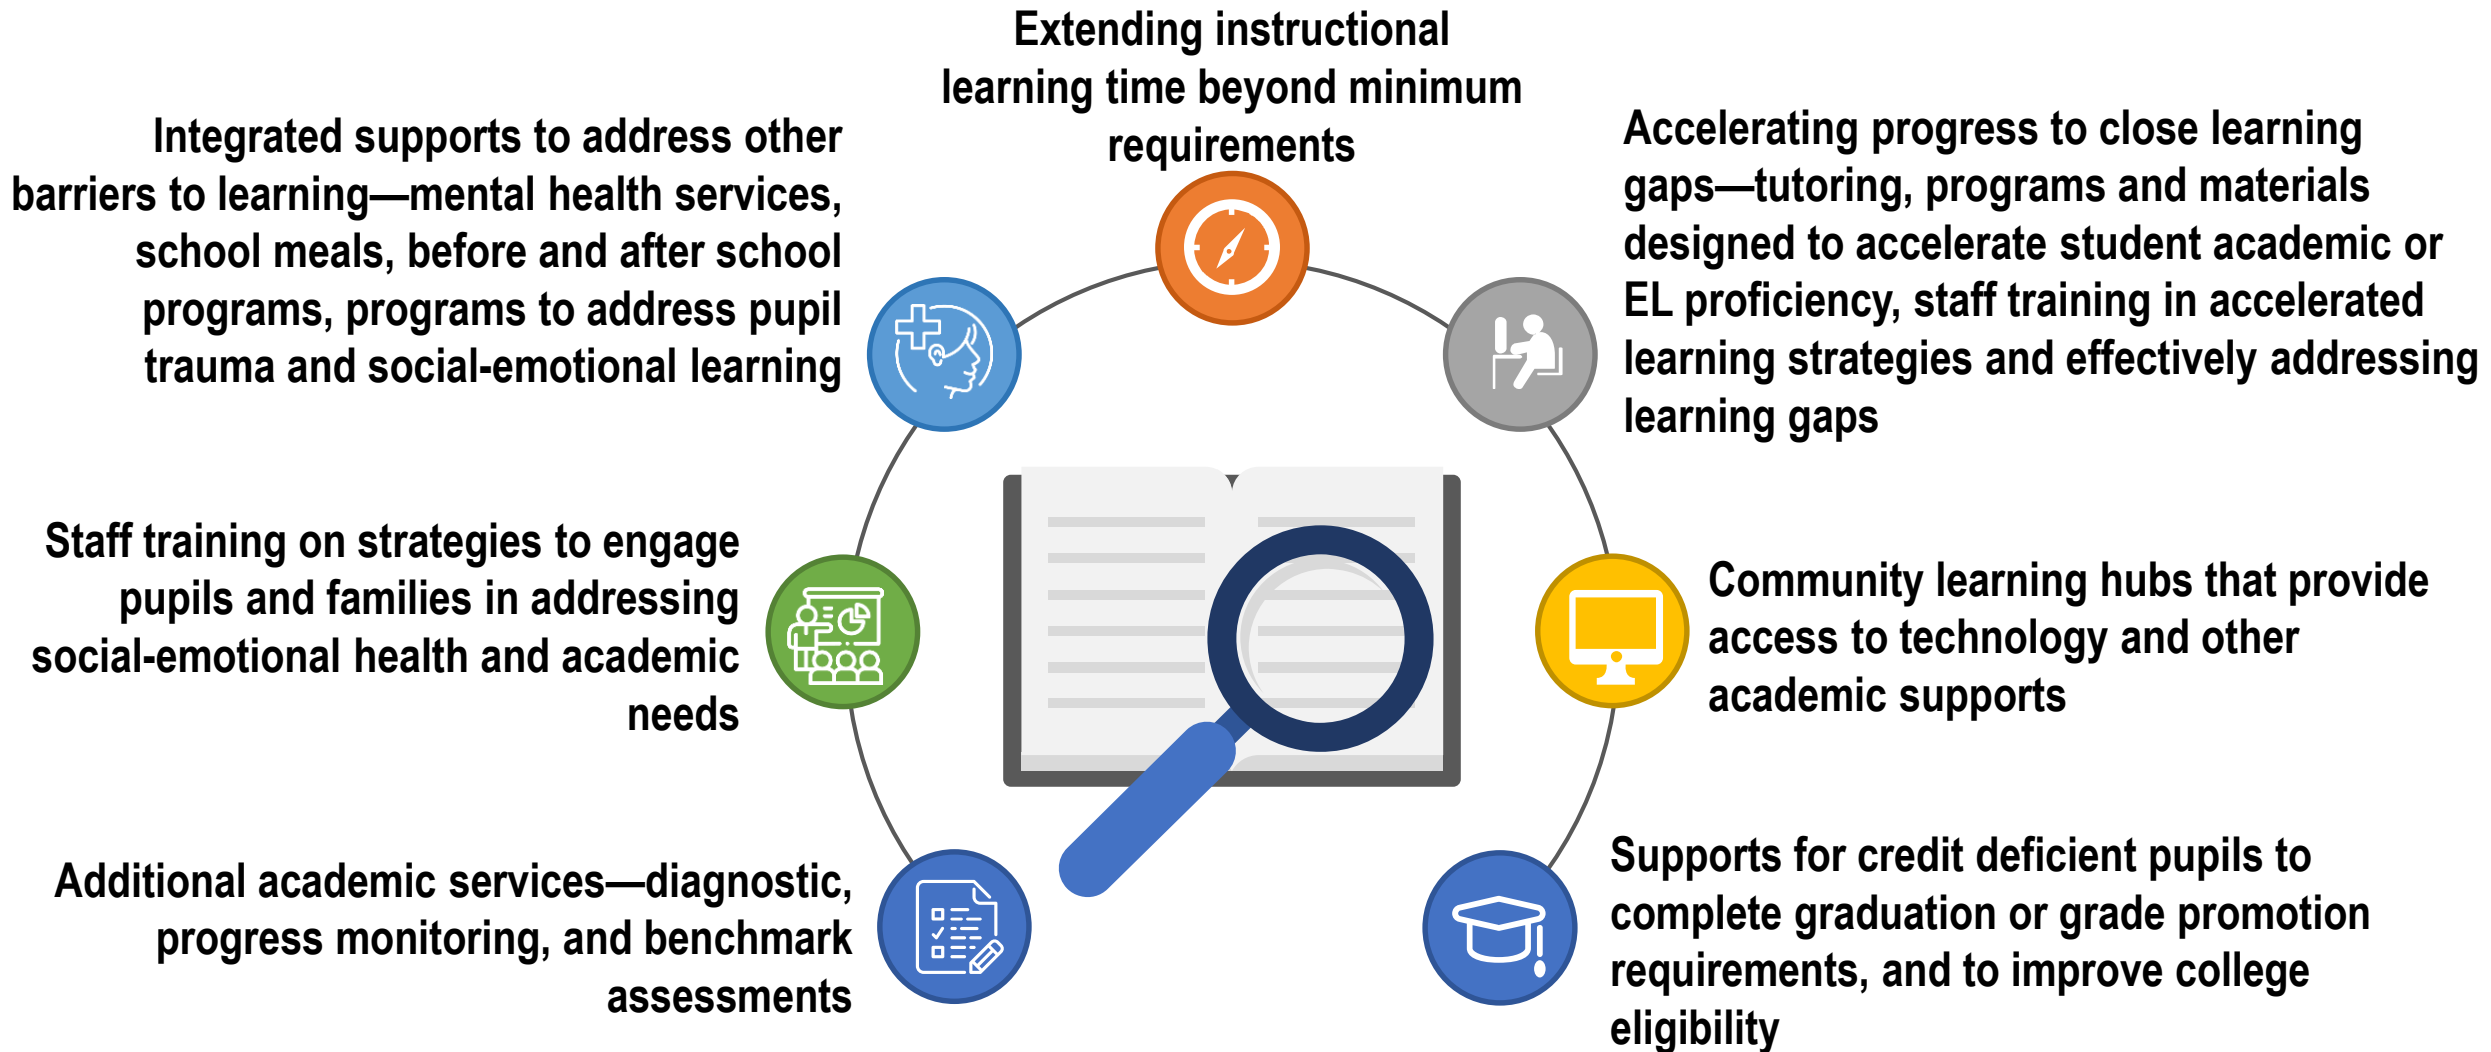 Extending instructional
learning time beyond minimum
requirements
Accelerating progress to close learning
gaps—tutoring, programs and materials
designed to accelerate student academic or
EL proficiency, staff training in accelerated
learning strategies and effectively addressing
learning gaps
Community learning hubs that provide
access to technology and other
academic supports
Supports for credit deficient pupils to
complete graduation or grade promotion
requirements, and to improve college
eligibility
Additional academic services—diagnostic,
progress monitoring, and benchmark
assessments
Staff training on strategies to engage
pupils and families in addressing
social-emotional health and academic
needs
Integrated supports to address other
barriers to learning—mental health services,
school meals, before and after school
programs, programs to address pupil
trauma and social-emotional learning